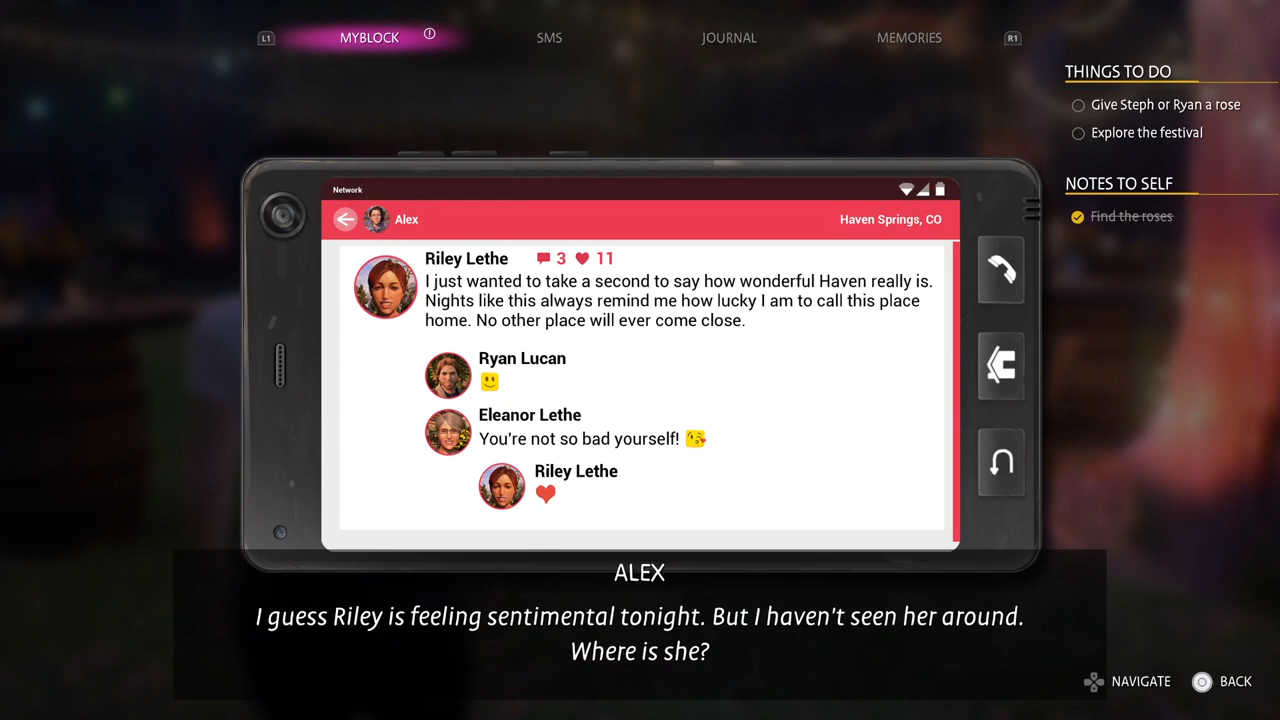 L1
MYBLOCK
SMS
JOURNAL
MEMORIES
R1
THINGS TO DO
Give Steph or Ryan a rose
Explore the festival
NOTES TO SELF
Find the roses
Network
Alex
Haven Springs, CO
Riley Lethe 3 11
I just wanted to take a second to say how wonderful Haven really is.
Nights like this always remind me how lucky I am to call this place
home. No other place will ever come close.
Ryan Lucan
Eleanor Lethe
You're not so bad yourself!
Riley Lethe
ALEX
I guess Riley is feeling sentimental tonight. But I haven't seen her around.
Where is she?
NAVIGATE
BACK